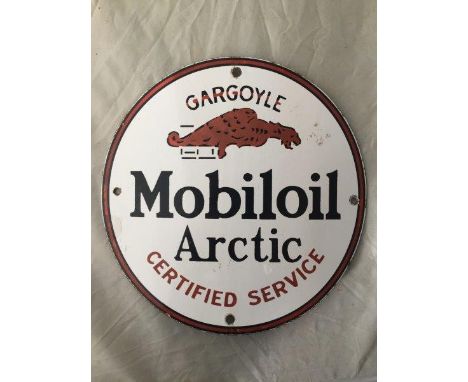 GARGOYLE
Mobiloil
Arctic
CERTIFIED SERVICE